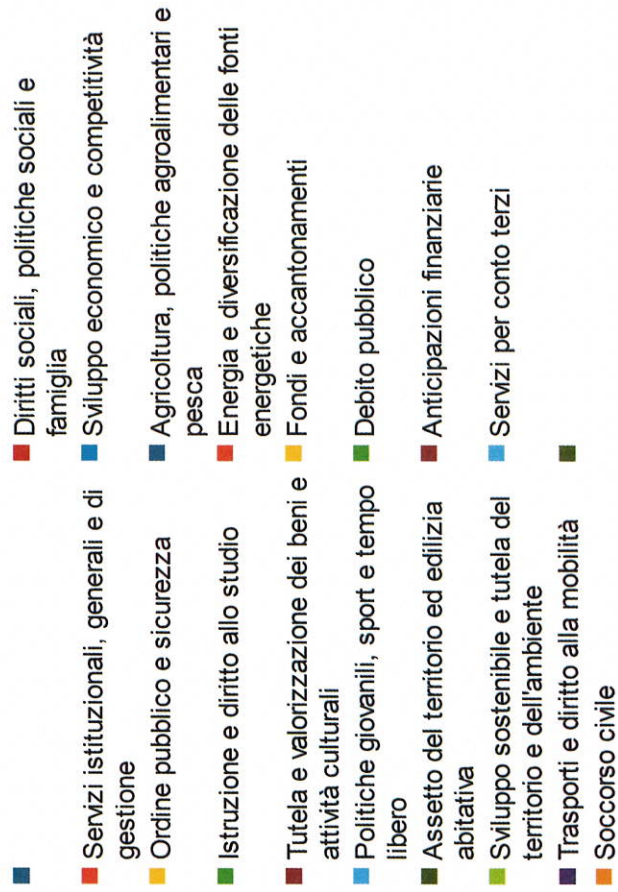 Servizi istituzionali, generali e di
gestione
Ordine pubblico e sicurezza
Istruzione e diritto allo studio
Tutela e valorizzazione dei beni e
attività culturali
Politiche giovanili, sport e tempo
libero
Assetto del territorio ed edilizia
abitativa
Sviluppo sostenibile e tutela del
territorio e dell'ambiente
Trasporti e diritto alla mobilità
Soccorso civile
Diritti sociali, politiche sociali e
famiglia
Sviluppo economico e competitività
Agricoltura, politiche agroalimentari e
pesca
Energia e diversificazione delle fonti
energetiche
Fondi e accantonamenti
Debito pubblico
Anticipazioni finanziarie
Servizi per conto terzi